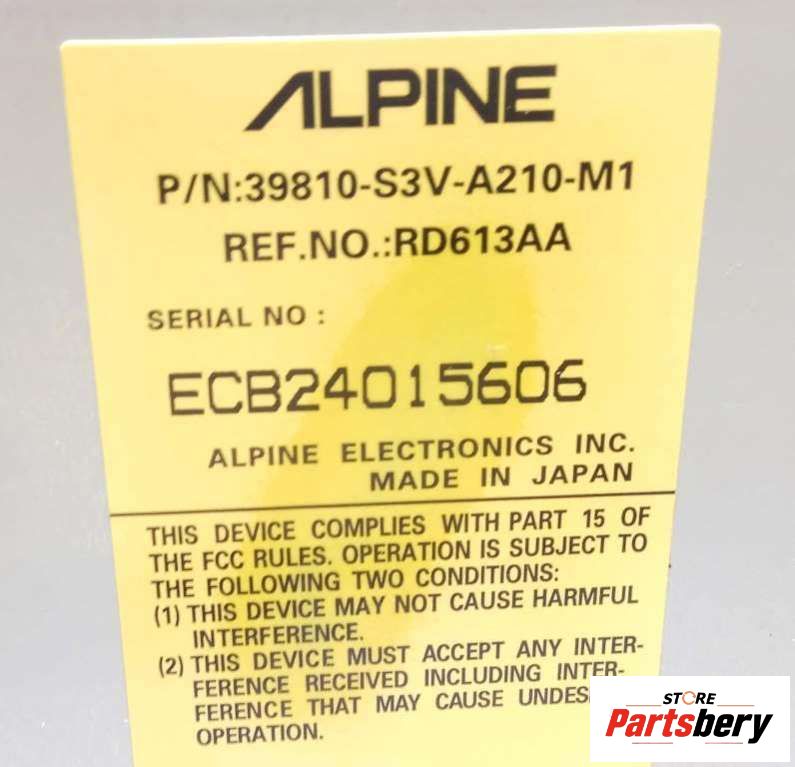 ALPINE
P/N:39810-S3V-A210-M1
REF.NO.:RD613AA
SERIAL NO :
ECB24015606
ALPINE ELECTRONICS INC.
MADE IN JAPAN
THIS DEVICE COMPLIES WITH PART 15 OF
THE FCC RULES. OPERATION IS SUBJECT TO
THE FOLLOWING TWO CONDITIONS:
(1) THIS DEVICE MAY NOT CAUSE HARMFUL
INTERFERENCE.
(2) THIS DEVICE MUST ACCEPT ANY INTER-
FERENCE RECEIVED INCLUDING INTER-
FERENCE THAT MAY CAUSE
OPERATION.
STORE
Partsbery